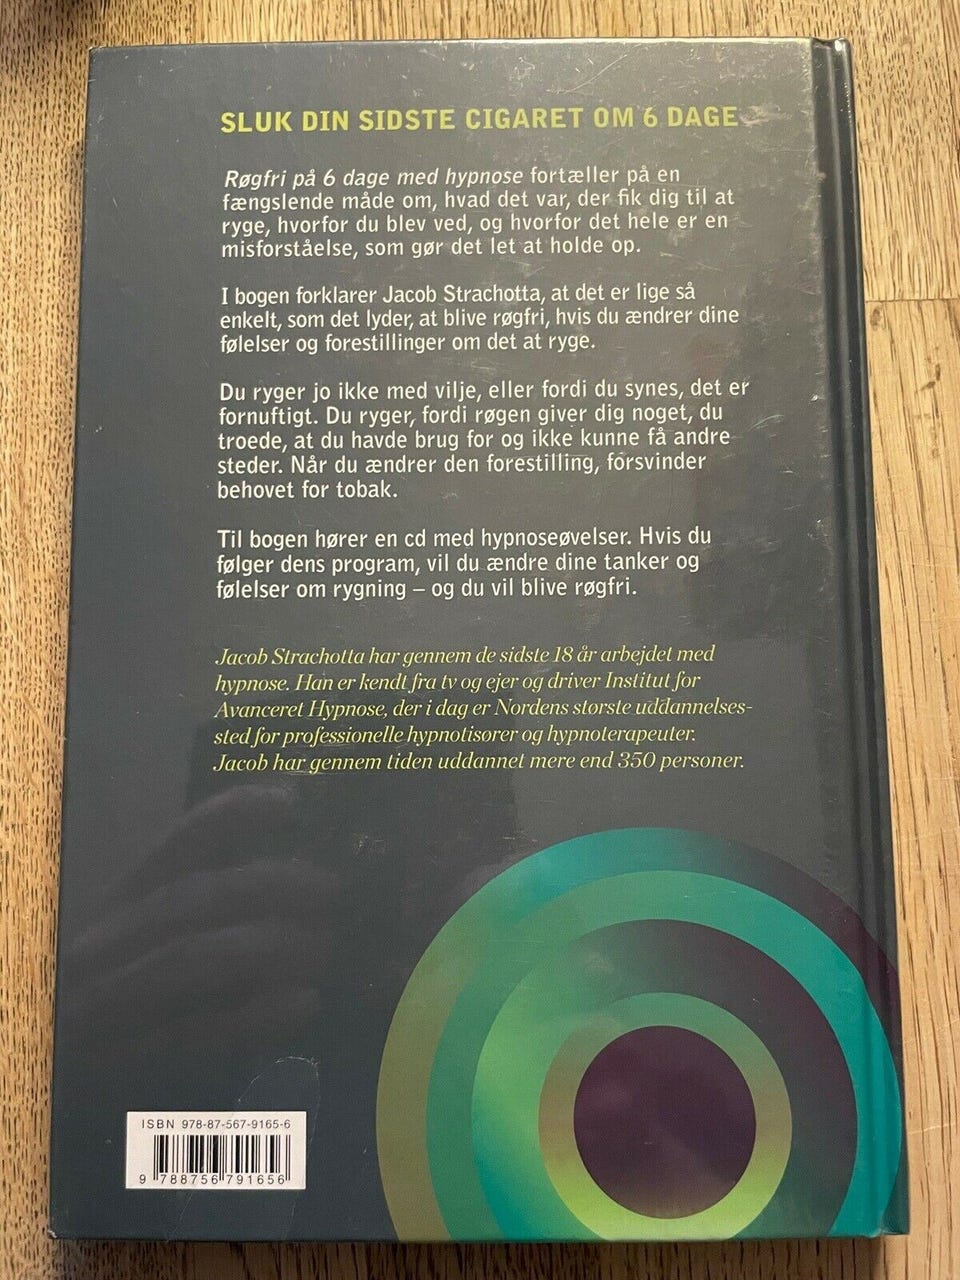 SLUK DIN SIDSTE CIGARET OM 6 DAGE
Røgfri på 6 dage med hypnose fortæller på en
fængslende måde om, hvad det var, der fik dig til at
ryge, hvorfor du blev ved, og hvorfor det hele er en
misforståelse, som gør det let at holde op.
I bogen forklarer Jacob Strachotta, at det er lige så
enkelt, som det lyder, at blive røgfri, hvis du ændrer dine
følelser og forestillinger om det at ryge.
Du ryger jo ikke med vilje, eller fordi du synes, det er
fornuftigt. Du ryger, fordi røgen giver dig noget, du
troede, at du havde brug for og ikke kunne få andre
steder. Når du ændrer den forestilling, forsvinder
behovet for tobak.
Til bogen hører en cd med hypnoseøvelser. Hvis du
følger dens program, vil du ændre dine tanker og
følelser om rygning – og du vil blive røgfri.
Jacob Strachotta har gennem de sidste 18 år arbejdet med
hypnose. Han er kendt fra tv og ejer og driver Institut for
Avanceret Hypnose, der i dag er Nordens største uddannelses-
sted for professionelle hypnotisører og hypnoterapeuter.
Jacob har gennem tiden uddannet mere end 350 personer.
ISBN 978-87-567-9165-6
9 788756 791656